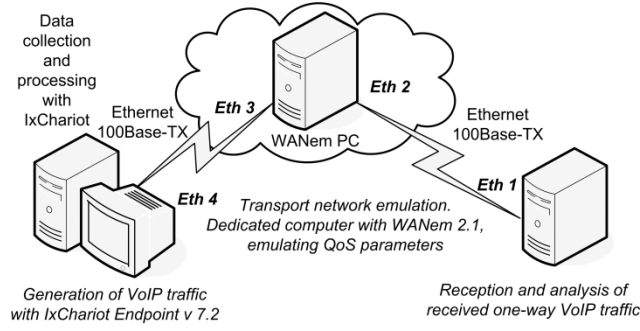 Data
collection
and
processing
with
IxChariot
Ethernet
100Base-TX
Eth 3
Eth 2
WANem PC
Ethernet
100Base-TX
Eth 1
Eth 4
Transport network emulation.
Dedicated computer with WANem 2.1,
emulating QoS parameters
Generation of VoIP traffic
with IxChariot Endpoint v 7.2
Reception and analysis of
received one-way VoIP traffic